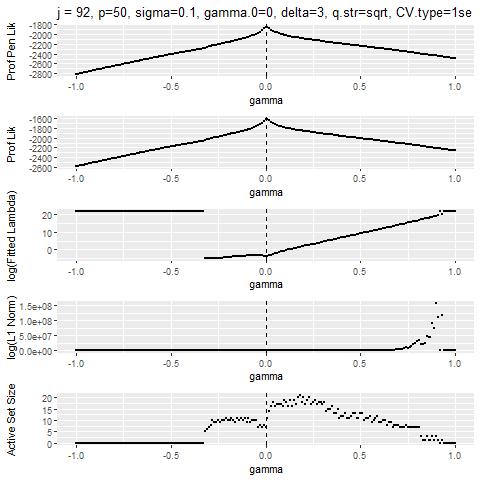 j = 92, p=50, sigma=0.1, gamma.0=0, delta=3, q.str=sqrt, CV.type=1se
Prof Pen Lik
-1800
-2000
-2200
-2400
-2600
-2800
-1.0 -0.5 0.0 0.5 1.0
gamma
Prof Lik
-1600
-1800
-2000
-2200
-2400
-2600
-1.0 -0.5 0.0 0.5 1.0
gamma
log(Fitted Lambda)
20
10
0
-1.0 -0.5 0.0 0.5 1.0
gamma
log(L1 Norm)
1.5e+08
1.0e+08
5.0e+07
0.0e+00
-1.0 -0.5 0.0 0.5 1.0
gamma
Active Set Size
20
15
10
5
0
-1.0 -0.5 0.0 0.5 1.0
gamma